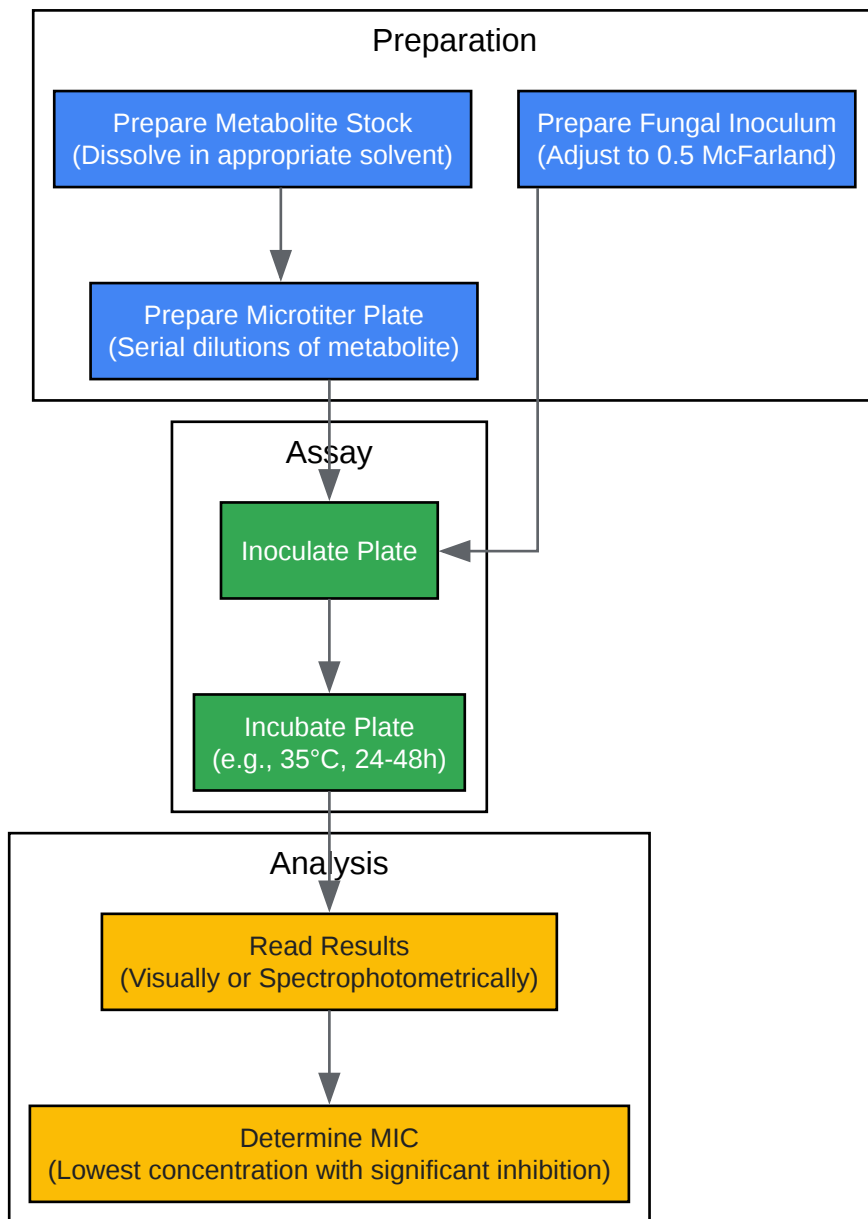 Preparation
Prepare Metabolite Stock
(Dissolve in appropriate solvent)
Prepare Fungal Inoculum
(Adjust to 0.5 McFarland)
Prepare Microtiter Plate
(Serial dilutions of metabolite)
Assay
Inoculate Plate
Incubate Plate
(e.g., 35°C, 24-48h)
Analysis
Read Results
(Visually or Spectrophotometrically)
Determine MIC
(Lowest concentration with significant inhibition)